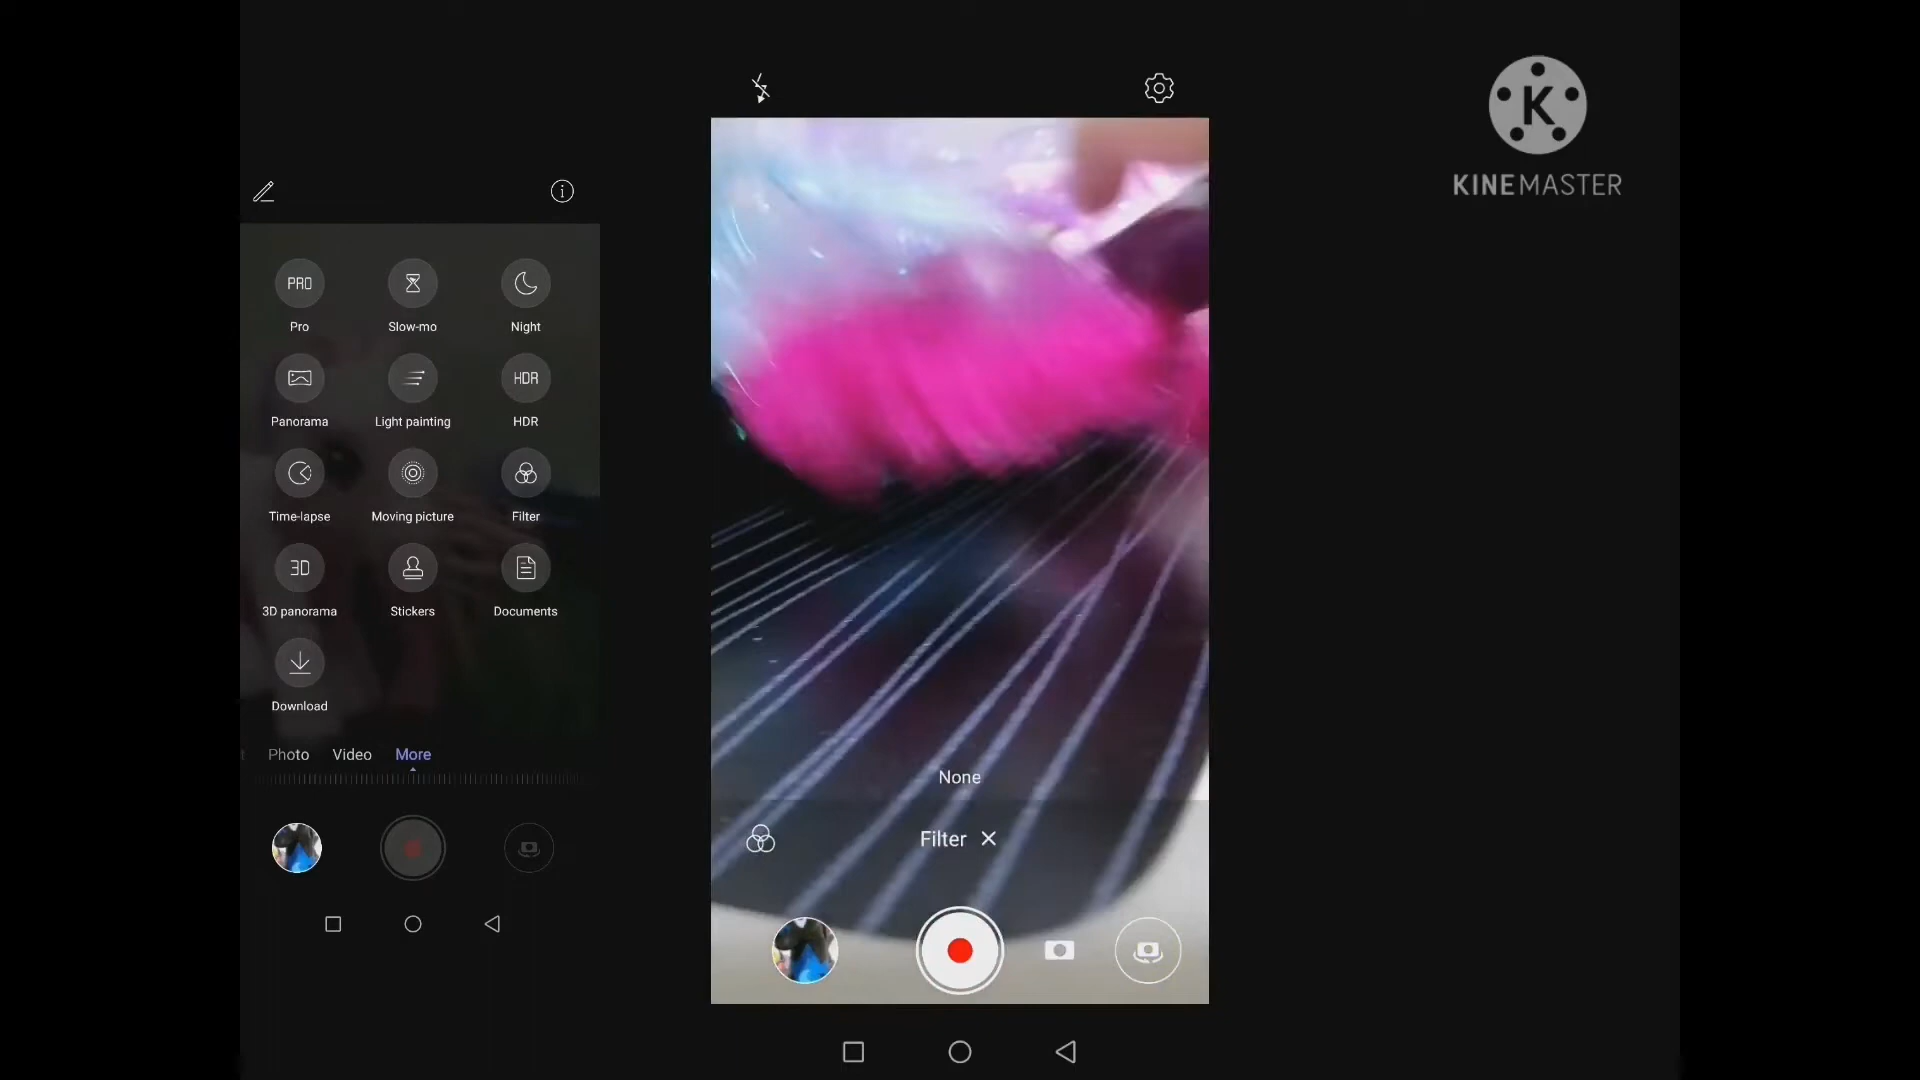 KINEMASTER
K
PRO
Pro
Slow-mo
Night
Panorama
Light painting
HDR
HDR
Time-lapse
Moving picture
Filter
3D
3D panorama
Stickers
Documents
Download
Photo Video More
None
Filter